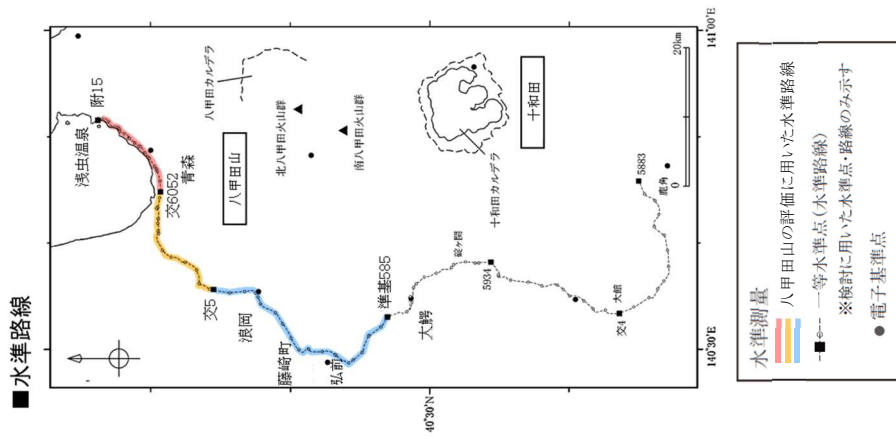 ■水準路線
附15
浅虫温泉
青森
交6052
八甲田カルデラ
八甲田山
北八甲田火山群
南八甲田火山群
交5
浪岡
十和田
十和田カルデラ
藤崎町
弘前
準基585
大鰐
碇ヶ関
5934
5883
鹿角
交4
大館
0
20km
141°00′E
140°30′E
40°30′N
水準測量
八甲田山の評価に用いた水準路線
一等水準点(水準路線)
※検討に用いた水準点・路線のみ示す
電子基準点